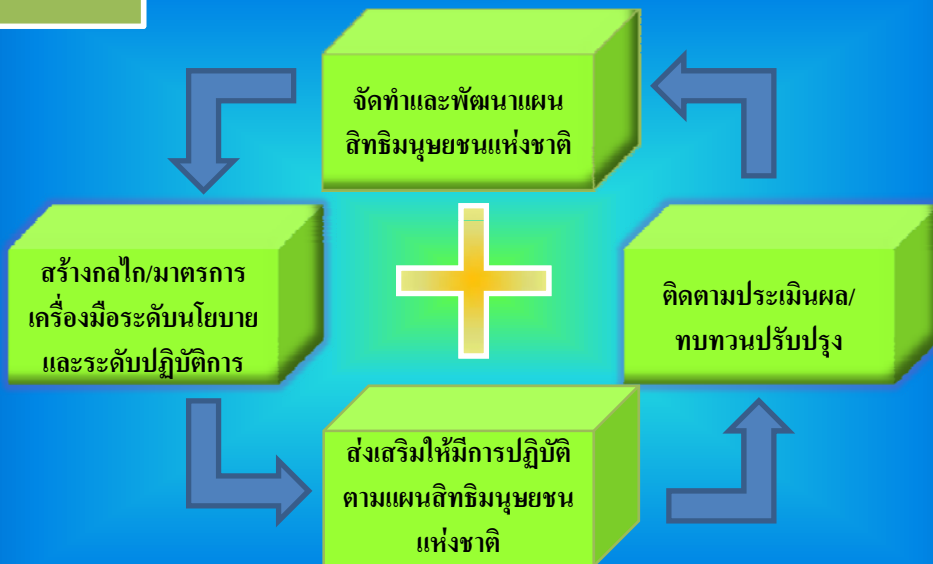 จัดทำและพัฒนาแผน
สิทธิมนุษยชนแห่งชาติ
สร้างกลไก/มาตรการ
เครื่องมือระดับนโยบาย
และระดับปฏิบัติการ
ติดตามประเมินผล/
ทบทวนปรับปรุง
ส่งเสริมให้มีการปฏิบัติ
ตามแผนสิทธิมนุษยชน
แห่งชาติ